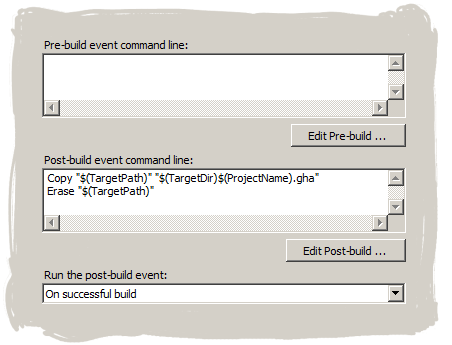 Pre-build event command line:
Edit Pre-build ...
Post-build event command line:
Copy "$(TargetPath)" "$(TargetDir)$(ProjectName).gha"
Erase "$(TargetPath)"
Edit Post-build ...
Run the post-build event:
On successful build